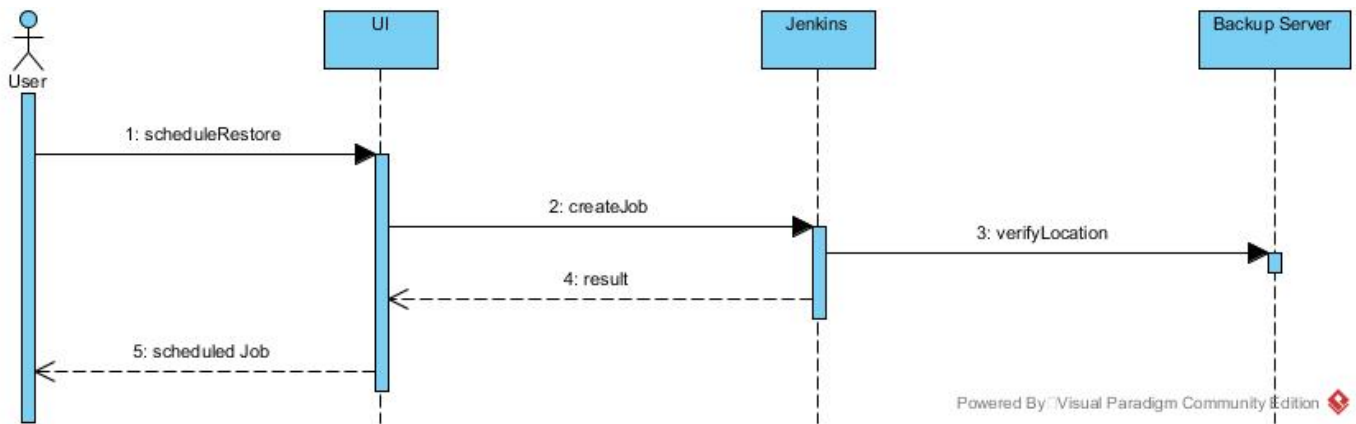 User
UI
Jenkins
Backup Server
1: scheduleRestore
2: createJob
3: verifyLocation
4: result
5: scheduled Job
Powered By Visual Paradigm Community Edition